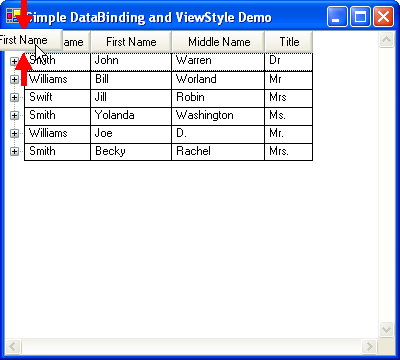 Simple DataBinding and ViewStyle Demo
First Name
Name First Name Middle Name Title
Smith John Warren Dr
Williams Bill Worland Mr
Swift Jill Robin Mrs
Smith Yolanda Washington Ms.
Williams Joe D. Mr.
Smith Becky Rachel Mrs.